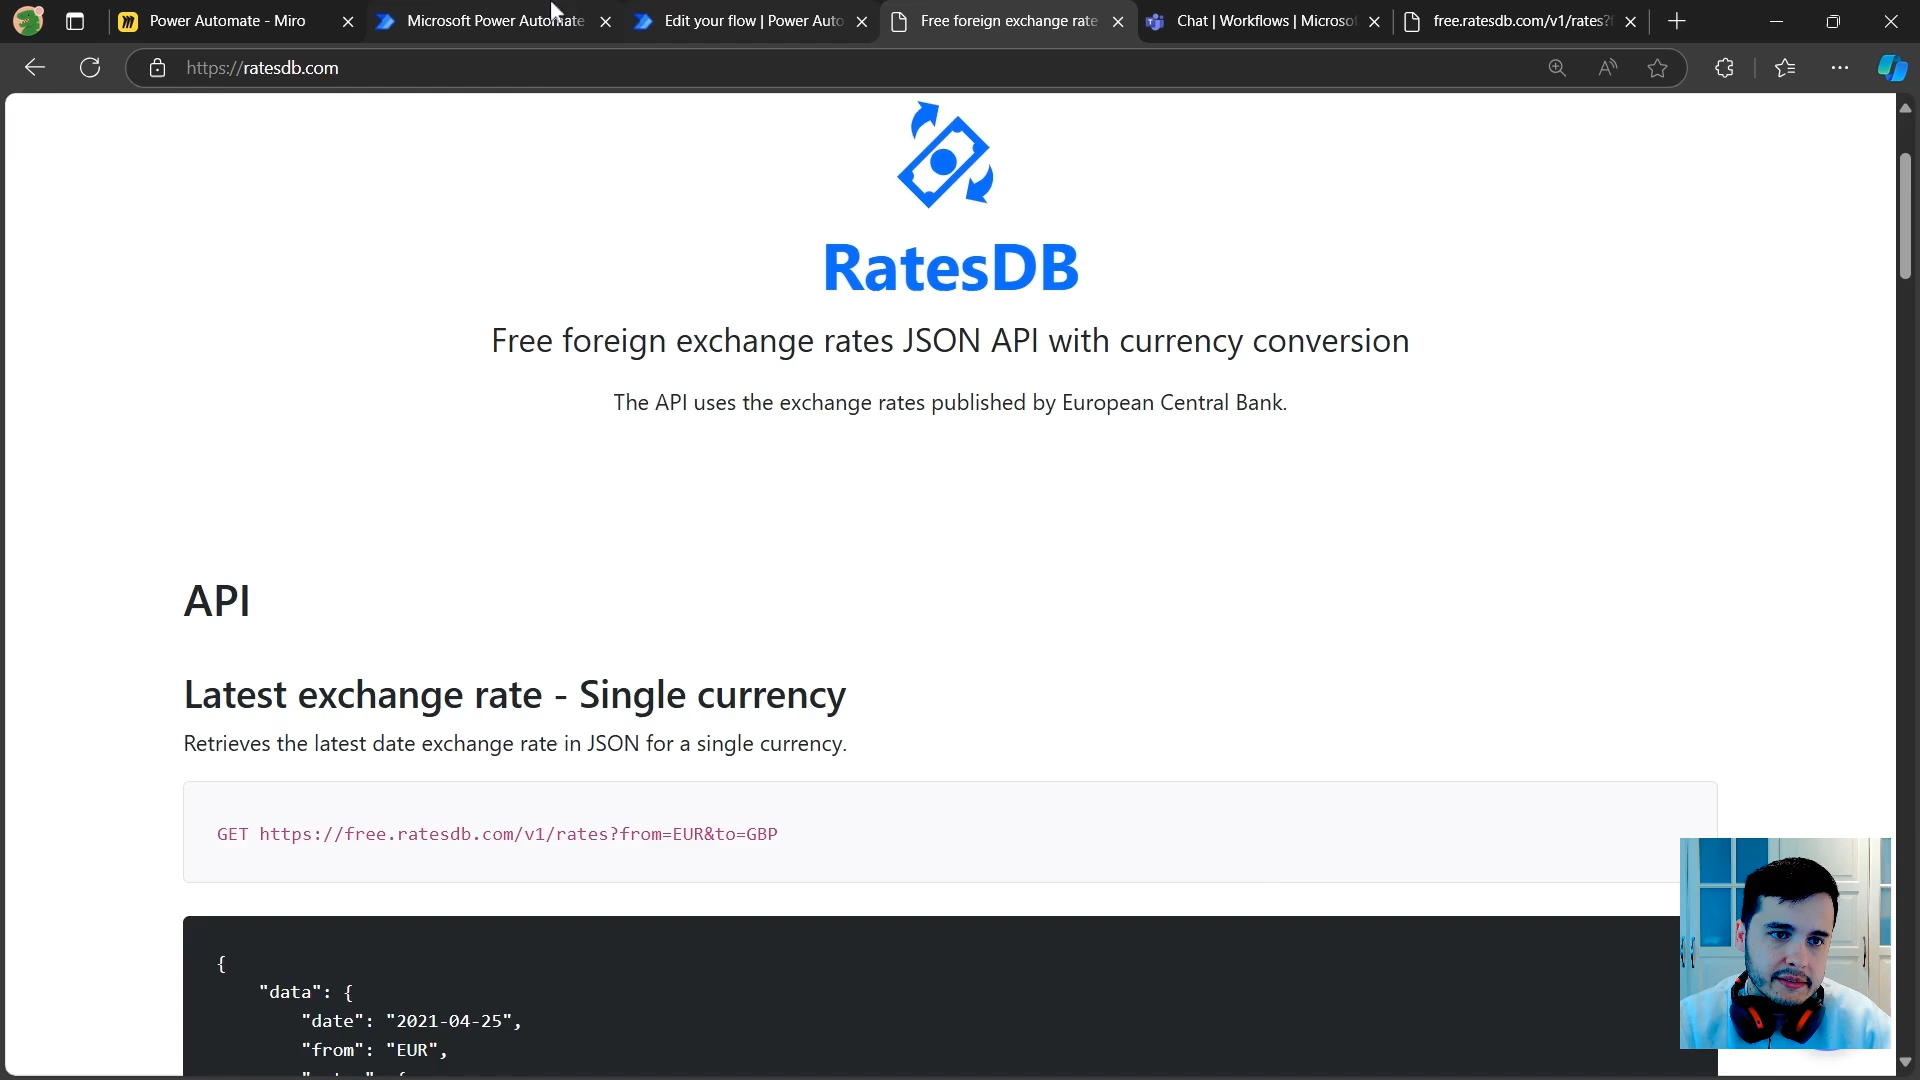 Power Automate - Miro
Microsoft Power Automate
Edit your flow | Power Auto
Free foreign exchange rate
Chat | Workflows | Microso
free.ratesdb.com/v1/rates?f
https://ratesdb.com
RatesDB
Free foreign exchange rates JSON API with currency conversion
The API uses the exchange rates published by European Central Bank.
API
Latest exchange rate - Single currency
Retrieves the latest date exchange rate in JSON for a single currency.
GET https://free.ratesdb.com/v1/rates?from=EUR&to=GBP
{
"data": {
"date": "2021-04-25",
"from": "EUR",